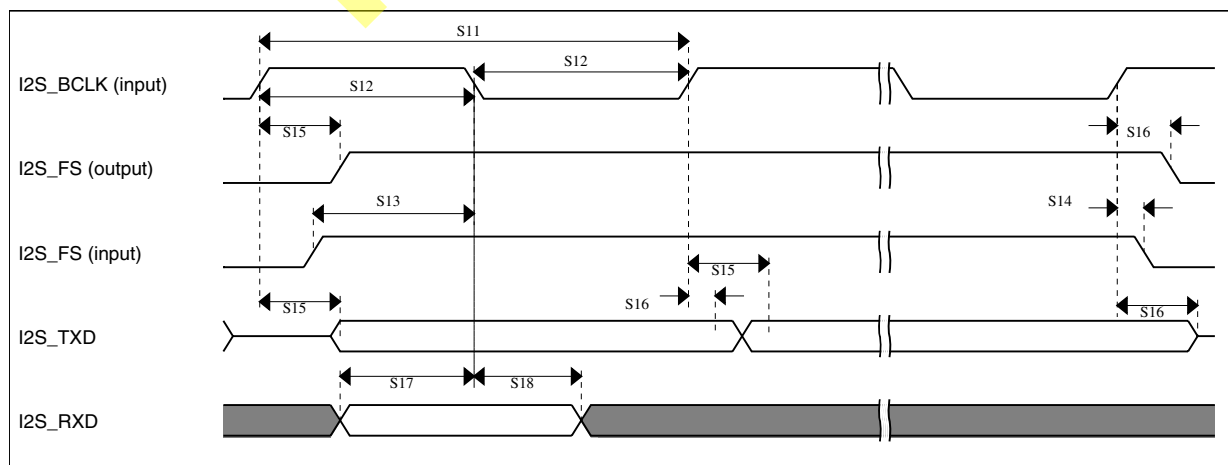 S11
I2S_BCLK (input)
S12
S12
S15
S16
I2S_FS (output)
S13
S14
I2S_FS (input)
S15
S15
S16
S16
I2S_TXD
S17
S18
I2S_RXD